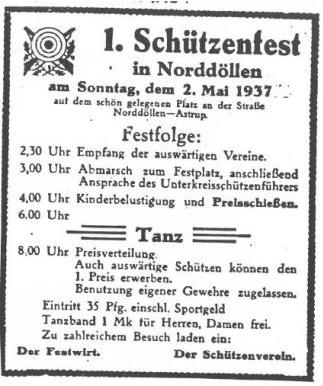 1. Schützenfest
in Norddöllen
am Sonntag, dem 2. Mai 1937
auf dem schön gelegenen Platz an der Straße
Norddöllen—Astrup.
Festfolge:
2,30 Uhr Empfang der auswärtigen Vereine.
3,00 Uhr Abmarsch zum Festplatz, anschließend
Ansprache des Unterkreisschützenführers
4,00 Uhr Kinderbelustigung und Preisschießen.
6.00 Uhr
Tanz
8,00 Uhr Preisverteilung.
Auch auswärtige Schützen können den
1. Preis erwerben.
Benutzung eigener Gewehre zugelassen.
Eintritt 35 Pfg. einschl. Sportgeld
Tanzband 1 Mk für Herren, Damen frei.
Zu zahlreichem Besuch laden ein:
Der Festwirt. Der Schützenverein.